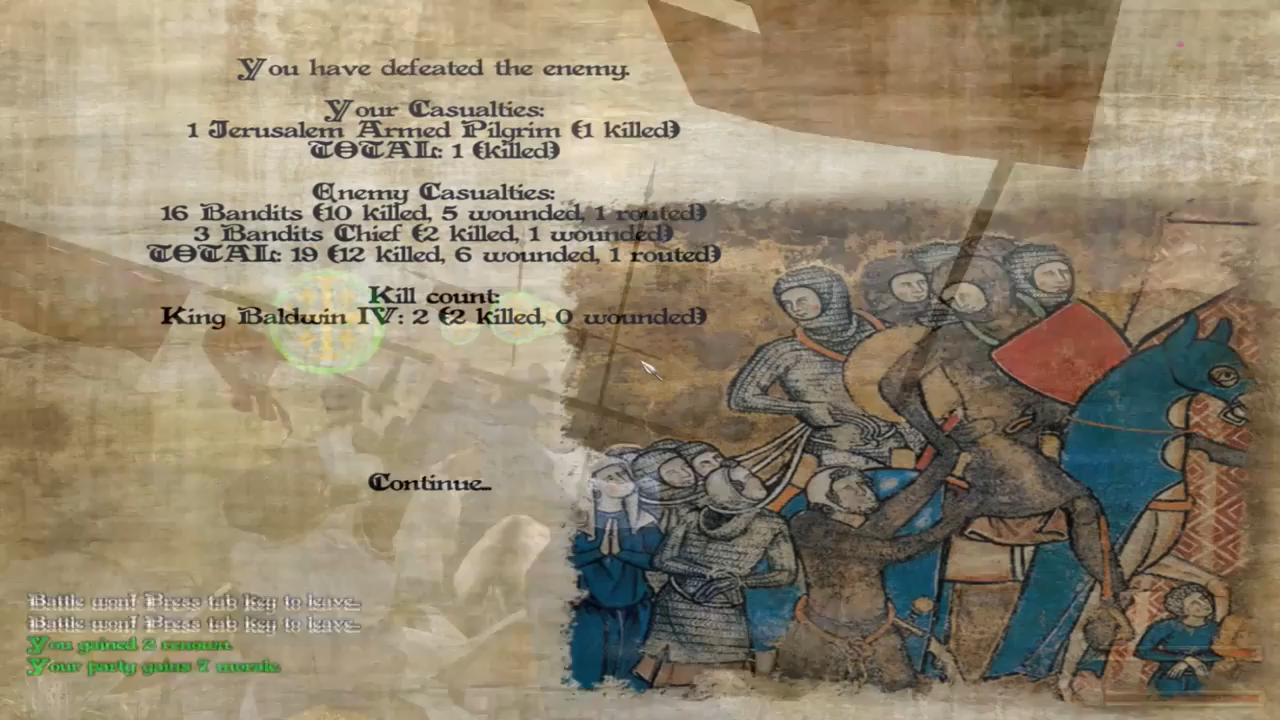 You have defeated the enemy.
Your Casualties:
1 Jerusalem Armed Pilgrim (1 killed)
TOTAL: 1 (killed)
Enemy Casualties:
16 Bandits (10 killed, 5 wounded, 1 routed)
3 Bandits Chief (2 killed, 1 wounded)
TOTAL: 19 (12 killed, 6 wounded, 1 routed)
Kill count:
King Baldwin IV: 2 (2 killed, 0 wounded)
Continue...
Battle won! Press tab key to leave...
Battle won! Press tab key to leave...
You gained 2 renown.
Your party gains 7 morale.